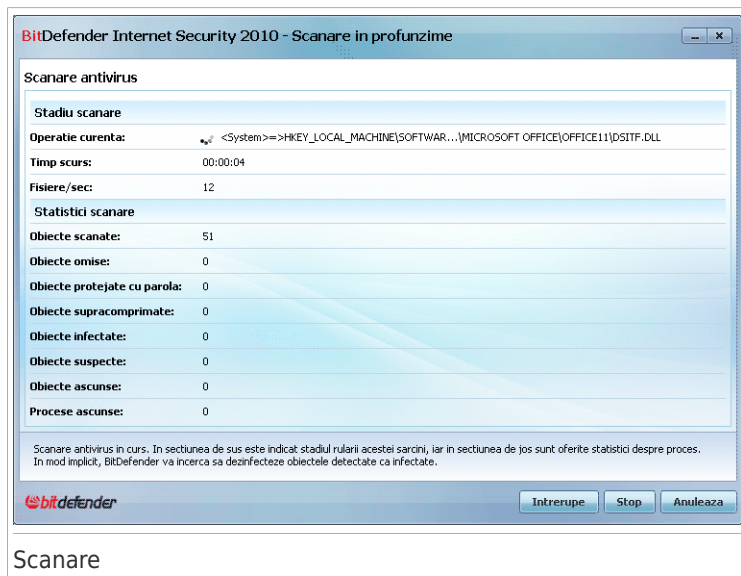 BitDefender Internet Security 2010 - Scanare in profunzime
Scanare antivirus
Stadiu scanare
Operatie curenta: <System>=>HKEY_LOCAL_MACHINE\SOFTWAR...\MICROSOFT OFFICE\OFFICE11\DSITF.DLL
Timp scurs: 00:00:04
Fisiere/sec: 12
Statistici scanare
Obiecte scanate: 51
Obiecte omise: 0
Obiecte protejate cu parola: 0
Obiecte supracomprimate: 0
Obiecte infectate: 0
Obiecte suspecte: 0
Obiecte ascunse: 0
Procese ascunse: 0
Scanare antivirus in curs. In sectiunea de sus este indicat stadiul rularii acestei sarcini, iar in sectiunea de jos sunt oferite statistici despre proces.
In mod implicit, BitDefender va incerca sa dezinfecteze obiectele detectate ca infectate.
bitdefender Intrerupe Stop Anuleaza
Scanare